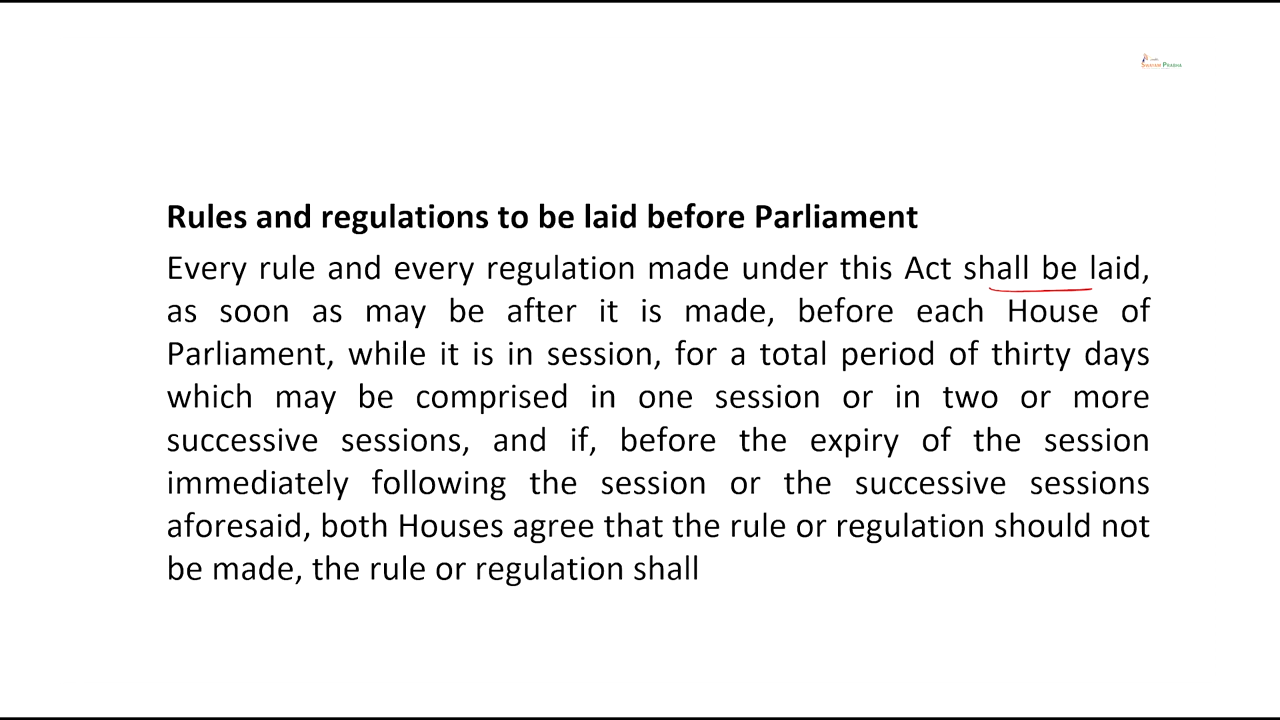 SWAYAM PRABHA
Rules and regulations to be laid before Parliament
Every rule and every regulation made under this Act shall be laid,
as soon as may be after it is made, before each House of
Parliament, while it is in session, for a total period of thirty days
which may be comprised in one session or in two or more
successive sessions, and if, before the expiry of the session
immediately following the session or the successive sessions
aforesaid, both Houses agree that the rule or regulation should not
be made, the rule or regulation shall